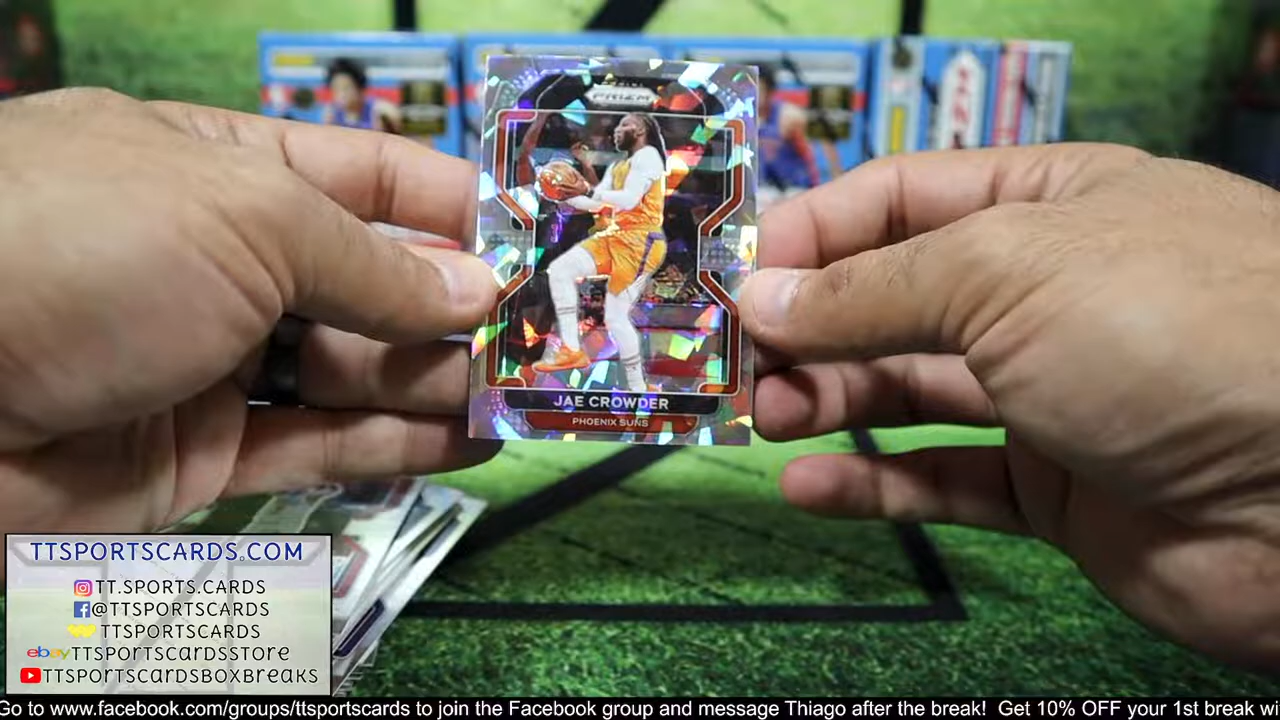 PRIZM
JAE CROWDER
PHOENIX SUNS
TTSPORTSCARDS.COM
TT.SPORTS.CARDS
@TTSPORTSCARDS
TTSPORTSCARDS
ebay TTSPORTSCARDSSTORE
TTSPORTSCARDSBOXBREAKS
Go to www.facebook.com/groups/ttsportscards to join the Facebook group and message Thiago after the break! Get 10% OFF your 1st break wi